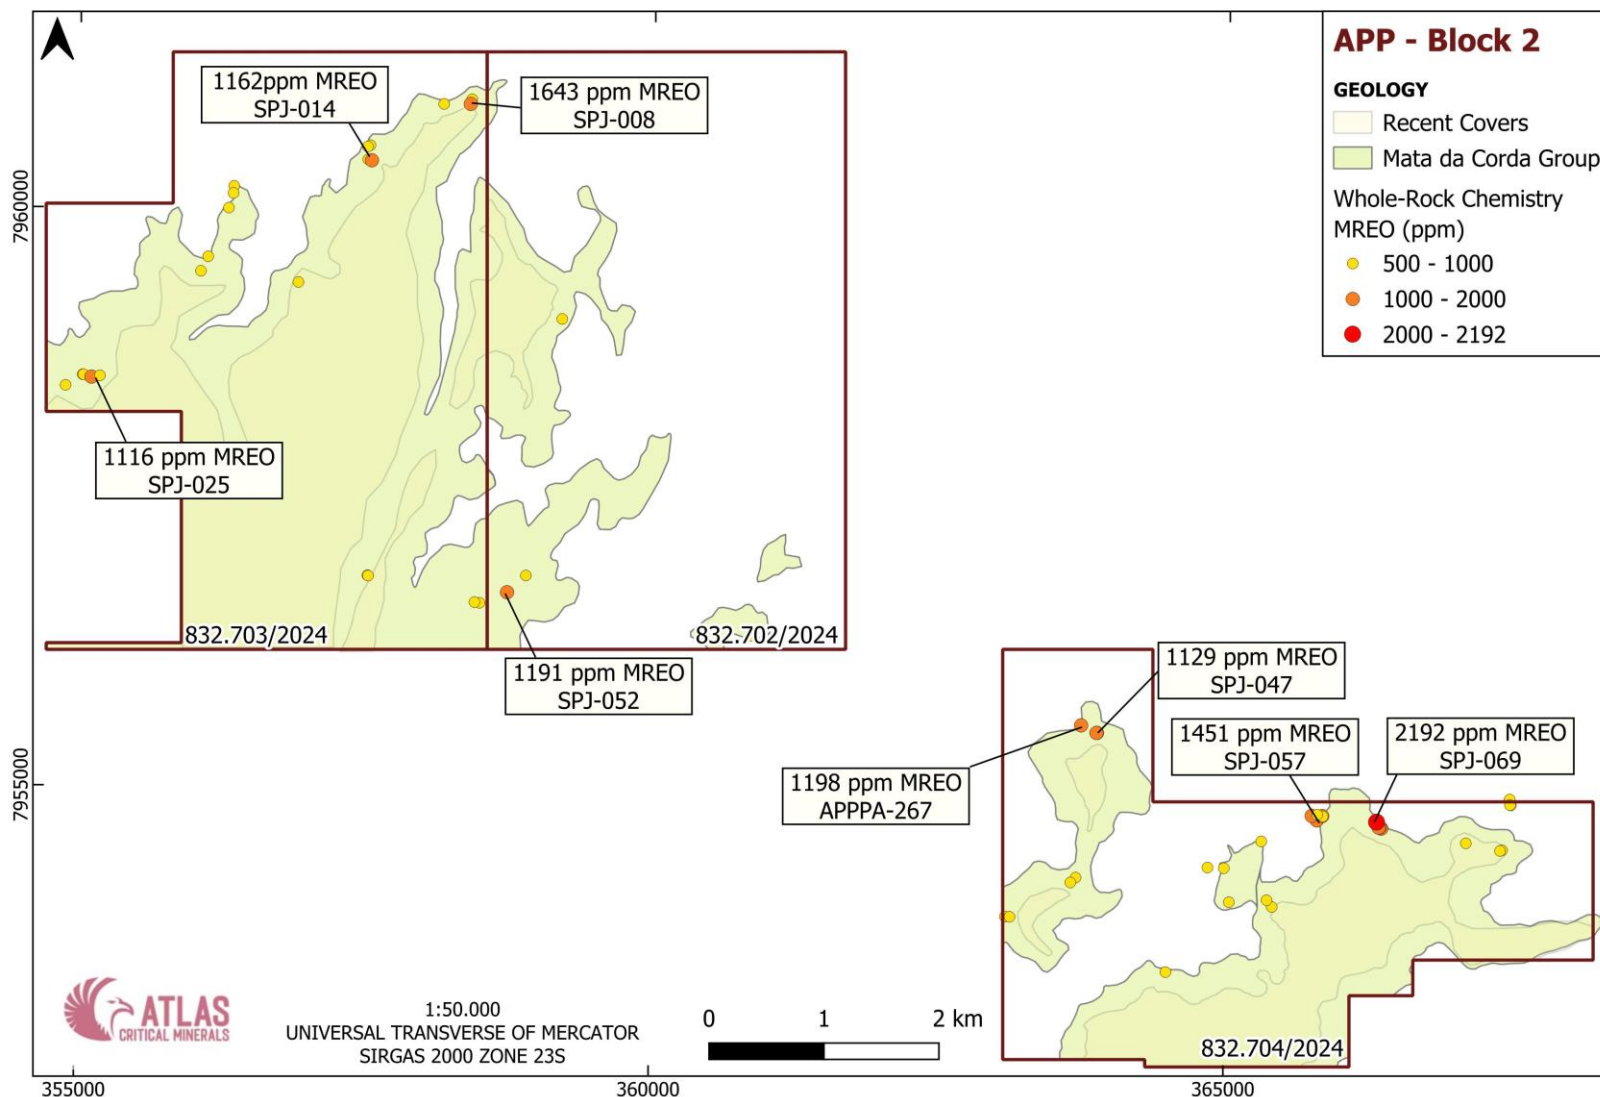 APP - Block 2
GEOLOGY
Recent Covers
Mata da Corda Group
Whole-Rock Chemistry
MREO (ppm)
500 - 1000
1000 - 2000
2000 - 2192
1162ppm MREO
SPJ-014
1643 ppm MREO
SPJ-008
7960000
1116 ppm MREO
SPJ-025
832.703/2024
832.702/2024
1191 ppm MREO
SPJ-052
1129 ppm MREO
SPJ-047
1451 ppm MREO
SPJ-057
2192 ppm MREO
SPJ-069
1198 ppm MREO
APPPA-267
7955000
ATLAS
CRITICAL MINERALS
1:50.000
UNIVERSAL TRANSVERSE OF MERCATOR
SIRGAS 2000 ZONE 23S
0 1 2 km
832.704/2024
355000 360000 365000